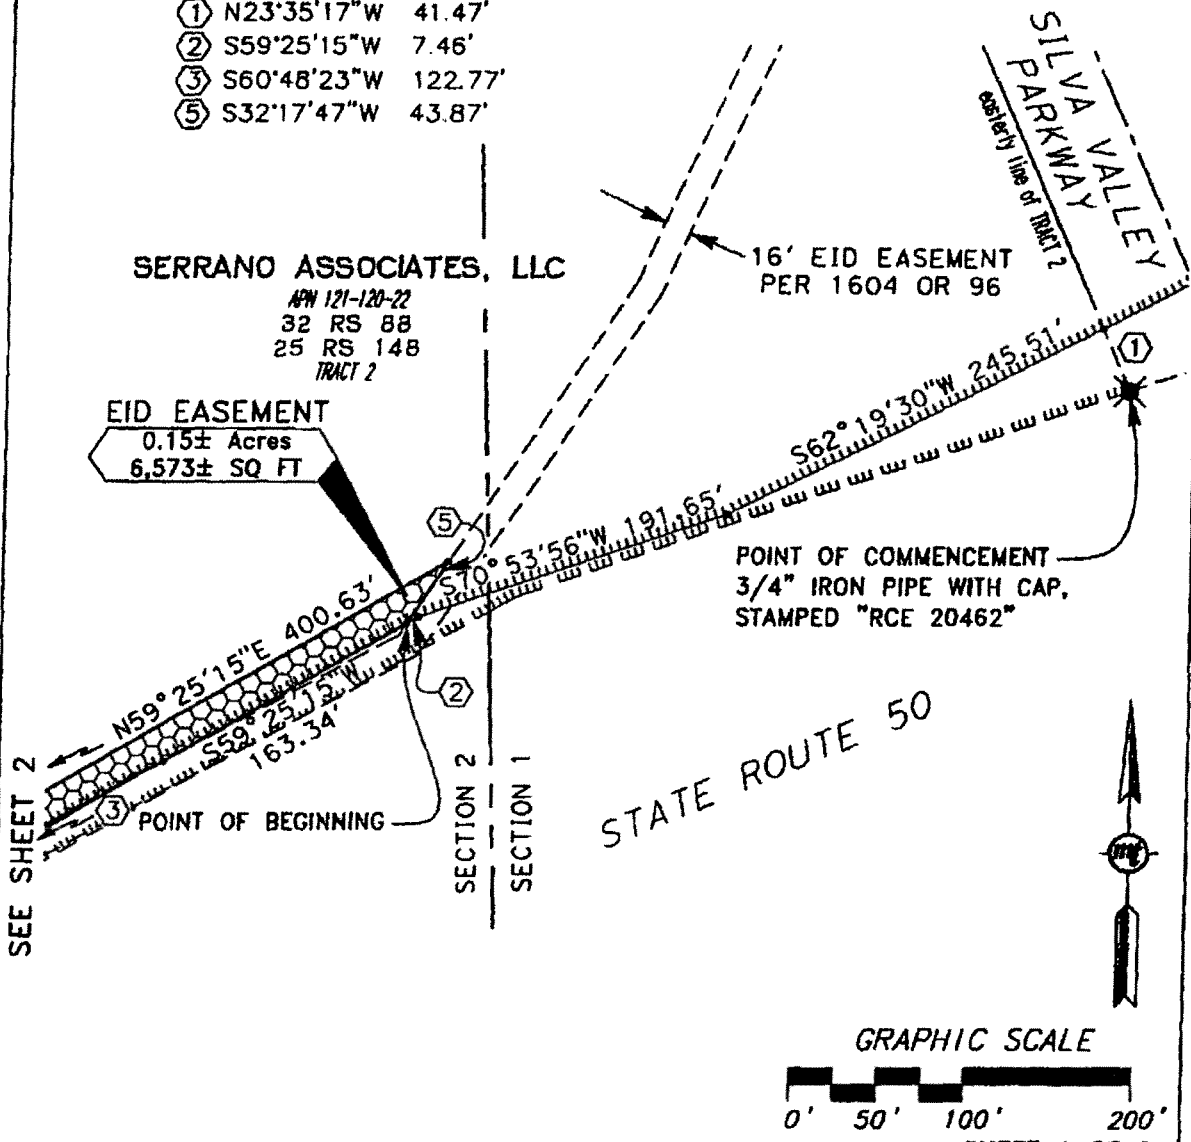 1 N23°35'17"W 41.47'
2 S59°25'15"W 7.46'
3 S60°48'23"W 122.77'
5 S32°17'47"W 43.87'
SILVA VALLEY
PARKWAY
easterly line of TRACT 2
SERRANO ASSOCIATES, LLC
APN 121-120-22
32 RS 88
25 RS 148
TRACT 2
16' EID EASEMENT
PER 1604 OR 96
1
EID EASEMENT
0.15± Acres
6,573± SQ FT
S62°19'30"W 245.51'
5
S70°53'56"W 191.65'
POINT OF COMMENCEMENT
3/4" IRON PIPE WITH CAP,
STAMPED "RCE 20462"
N59°25'15"E 400.63'
S59°25'15"W
163.34'
2
3
POINT OF BEGINNING
SEE SHEET 2
SECTION 2
SECTION 1
STATE ROUTE 50
GRAPHIC SCALE
0' 50' 100' 200'